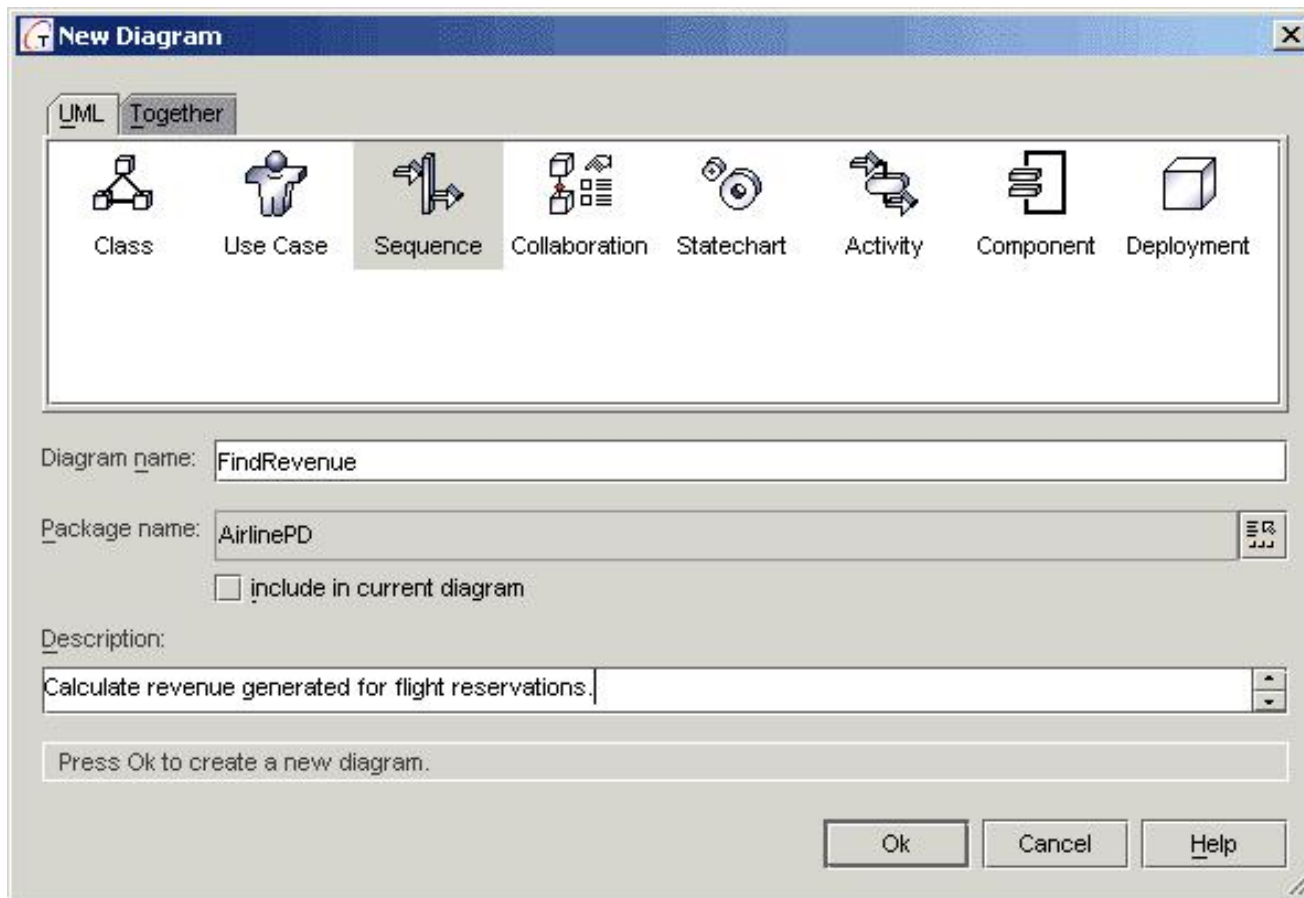 New Diagram
UML Together
Class Use Case Sequence Collaboration Statechart Activity Component Deployment
Diagram name: FindRevenue
Package name: AirlinePD
include in current diagram
Description:
Calculate revenue generated for flight reservations.
Press Ok to create a new diagram.
Ok Cancel Help